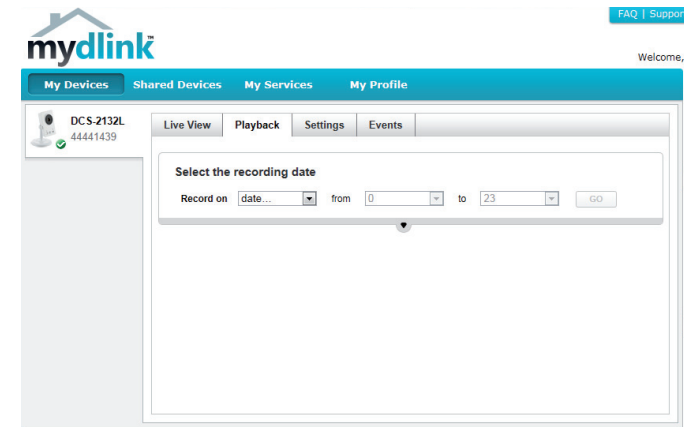 FAQ | Suppor
mydlink
Welcome,
My Devices Shared Devices My Services My Profile
DCS-2132L
44441439
Live View Playback Settings Events
Select the recording date
Record on date... from 0 to 23 GO